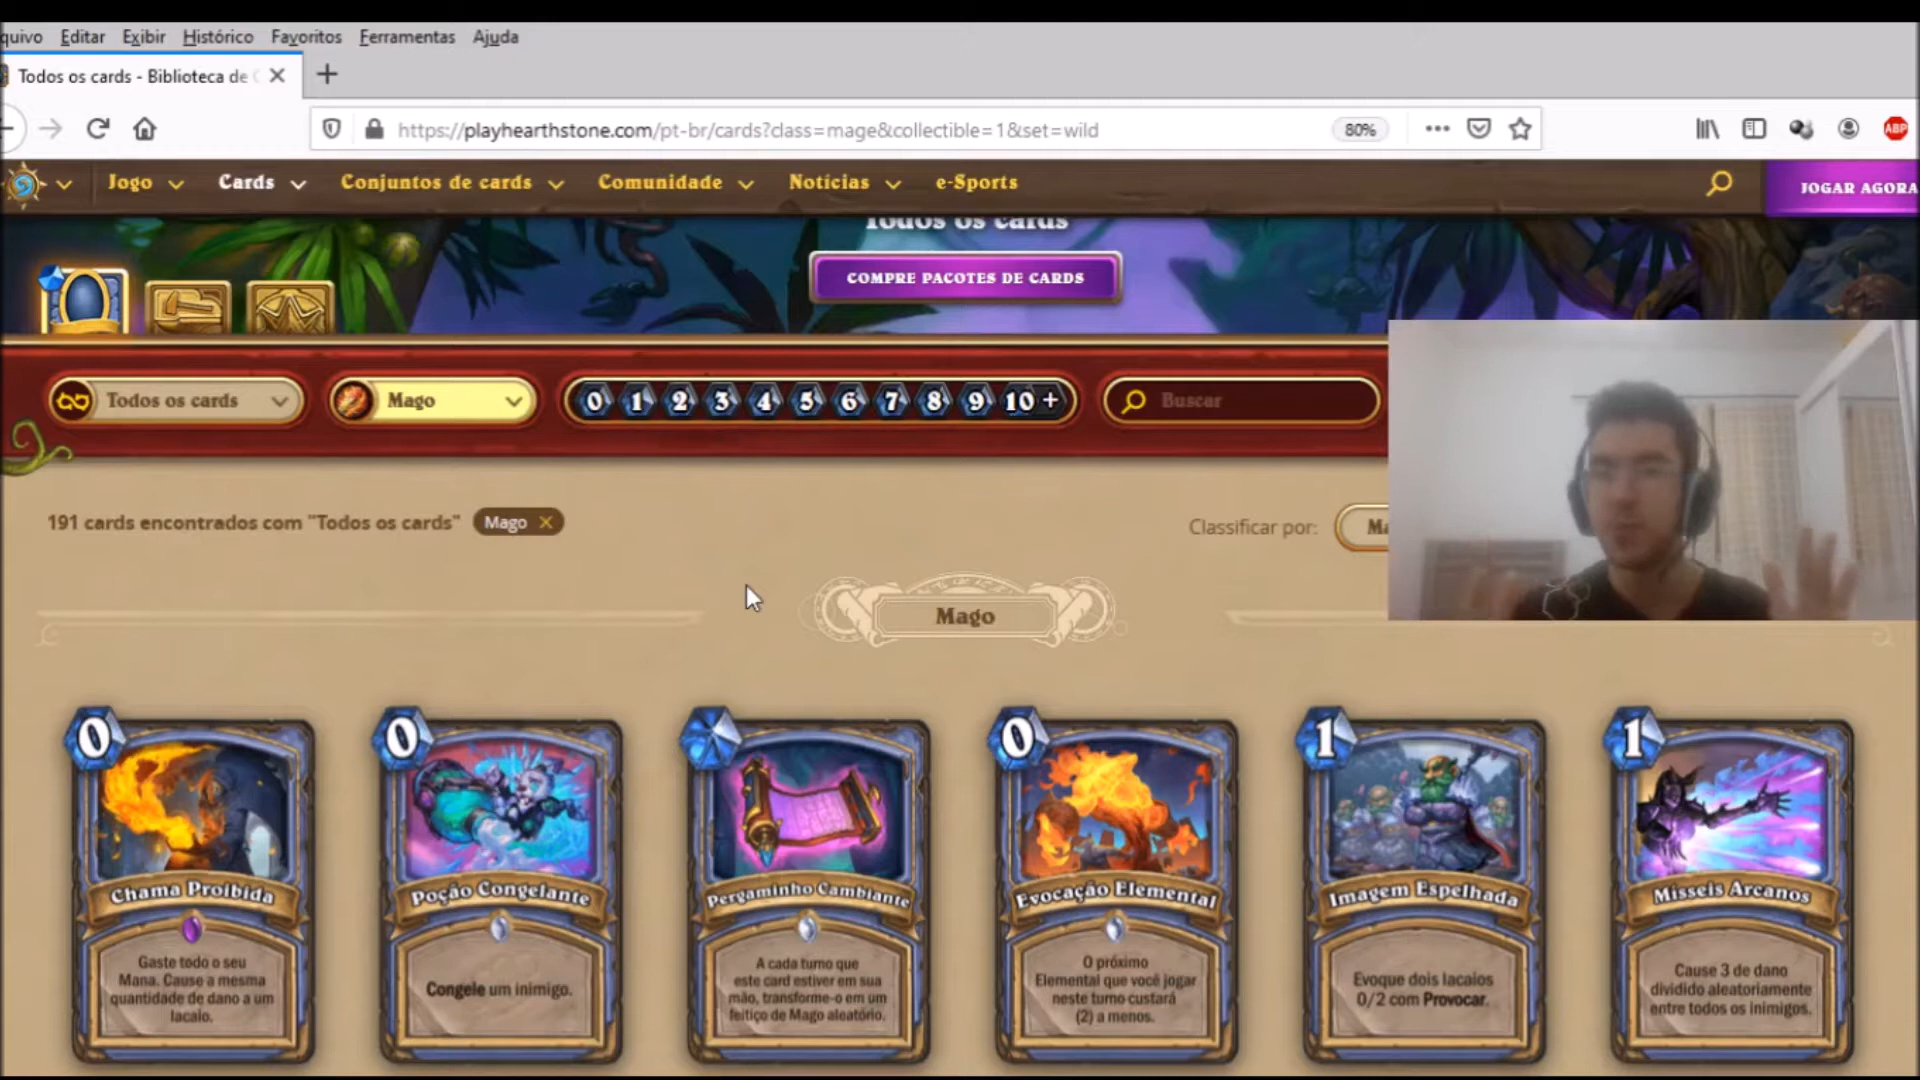 quivo Editar Exibir Histórico Favoritos Ferramentas Ajuda
Todos os cards - Biblioteca de C
https://playhearthstone.com/pt-br/cards?class=mage&collectible=1&set=wild
80%
ABP
Jogo Cards Conjuntos de cards Comunidade Notícias e-Sports
JOGAR AGORA
Todos os cards
COMPRE PACOTES DE CARDS
Todos os cards Mago 0 1 2 3 4 5 6 7 8 9 10 + Buscar
191 cards encontrados com "Todos os cards" Mago
Classificar por: Ma
Mago
0
Chama Proibida
Gaste todo o seu
Mana. Cause a mesma
quantidade de dano a um
lacaio.
0
Poção Congelante
Congele um inimigo.
Pergaminho Cambiante
A cada turno que
este card estiver em sua
mão, transforme-o em um
feitiço de Mago aleatório.
0
Evocação Elemental
O próximo
Elemental que você jogar
neste turno custará
(2) a menos.
1
Imagem Espelhada
Evoque dois lacaios
0/2 com Provocar.
1
Misseis Arcanos
Cause 3 de dano
dividido aleatoriamente
entre todos os inimigos.